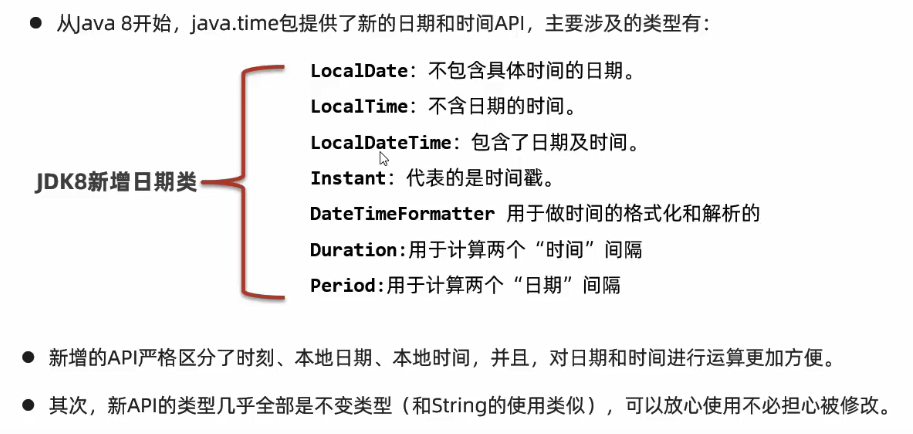 ● 从Java 8开始，java.time包提供了新的日期和时间API，主要涉及的类型有：
LocalDate：不包含具体时间的日期。
LocalTime：不含日期的时间。
LocalDateTime：包含了日期及时间。
JDK8新增日期类
Instant：代表的是时间戳。
DateTimeFormatter 用于做时间的格式化和解析的
Duration:用于计算两个“时间”间隔
Period:用于计算两个“日期”间隔
● 新增的API严格区分了时刻、本地日期、本地时间，并且，对日期和时间进行运算更加方便。
● 其次，新API的类型几乎全部是不变类型（和String的使用类似），可以放心使用不必担心被修改。